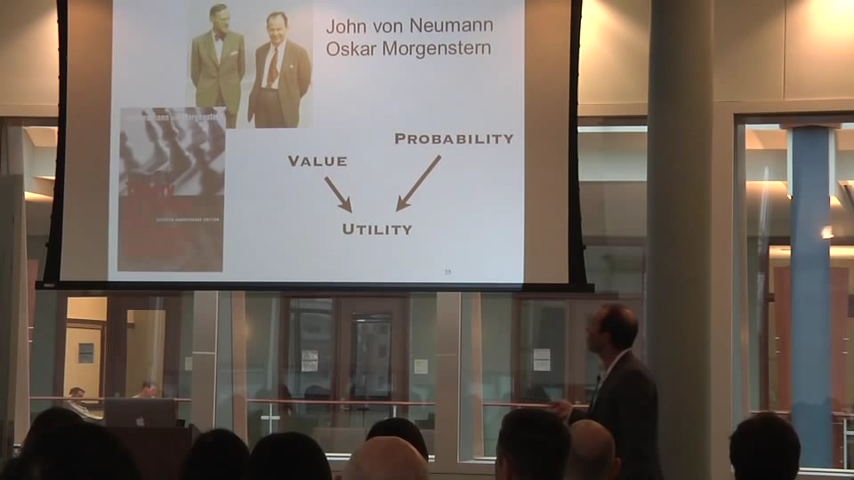 John von Neumann
Oskar Morgenstern
PROBABILITY
VALUE
UTILITY